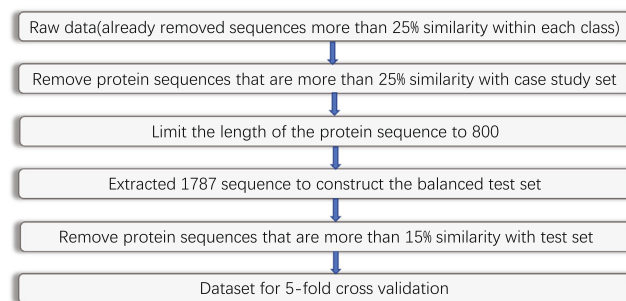 Raw data(already removed sequences more than 25% similarity within each class)
Remove protein sequences that are more than 25% similarity with case study set
Limit the length of the protein sequence to 800
Extracted 1787 sequence to construct the balanced test set
Remove protein sequences that are more than 15% similarity with test set
Dataset for 5-fold cross validation